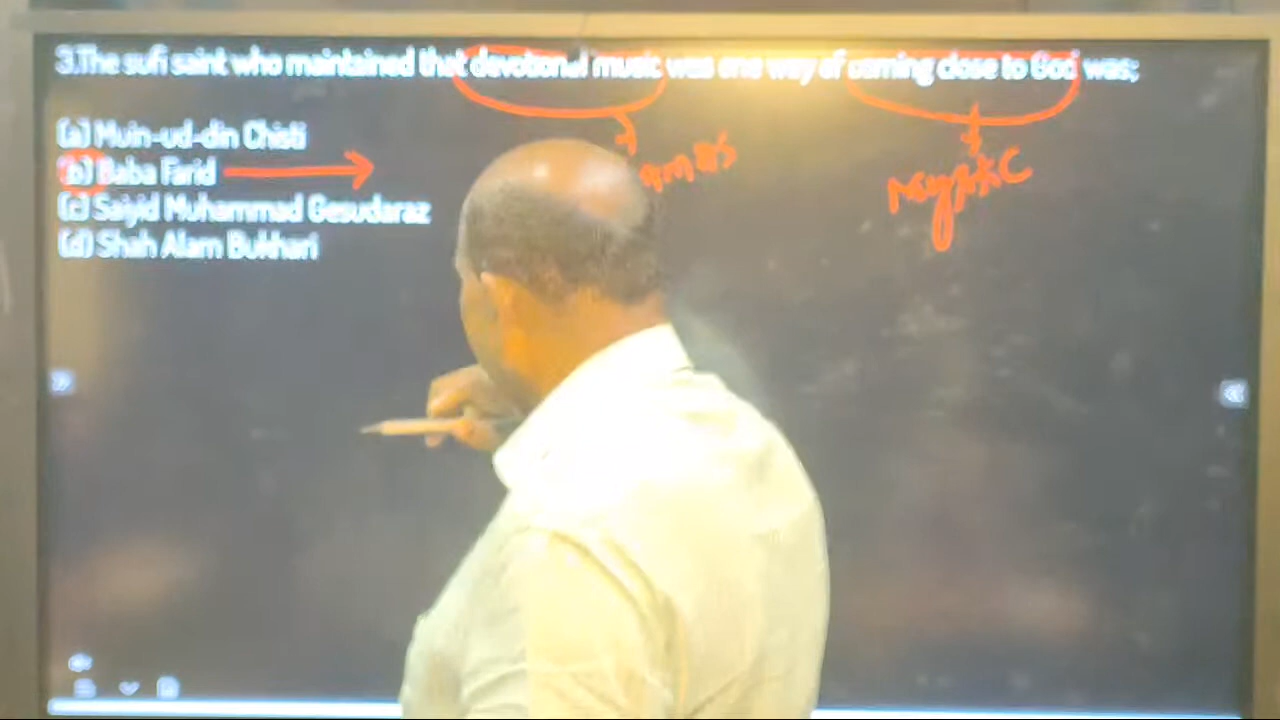 3.The sufi saint who maintained that devotional music was one way of coming close to God was;
(a) Muin-ud-din Chisti
(b) Baba Farid
(c) Saiyid Muhammad Gesudaraz
(d) Shah Alam Bukhari